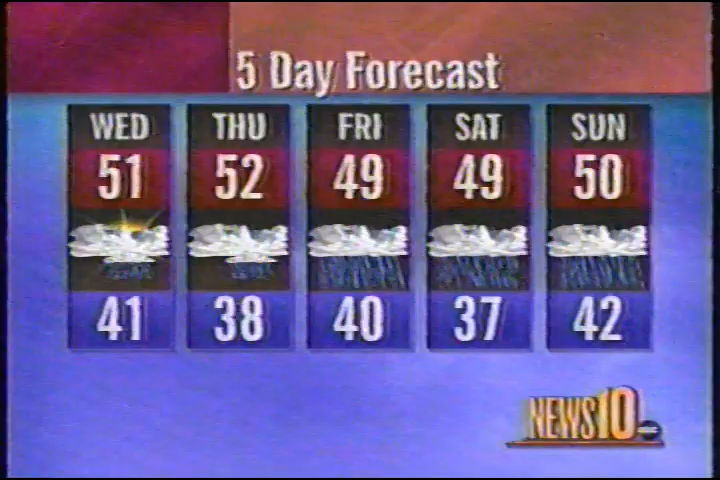 5 Day Forecast
WED THU FRI SAT SUN
51 52 49 49 50
41 38 40 37 42
NEWS10
abc